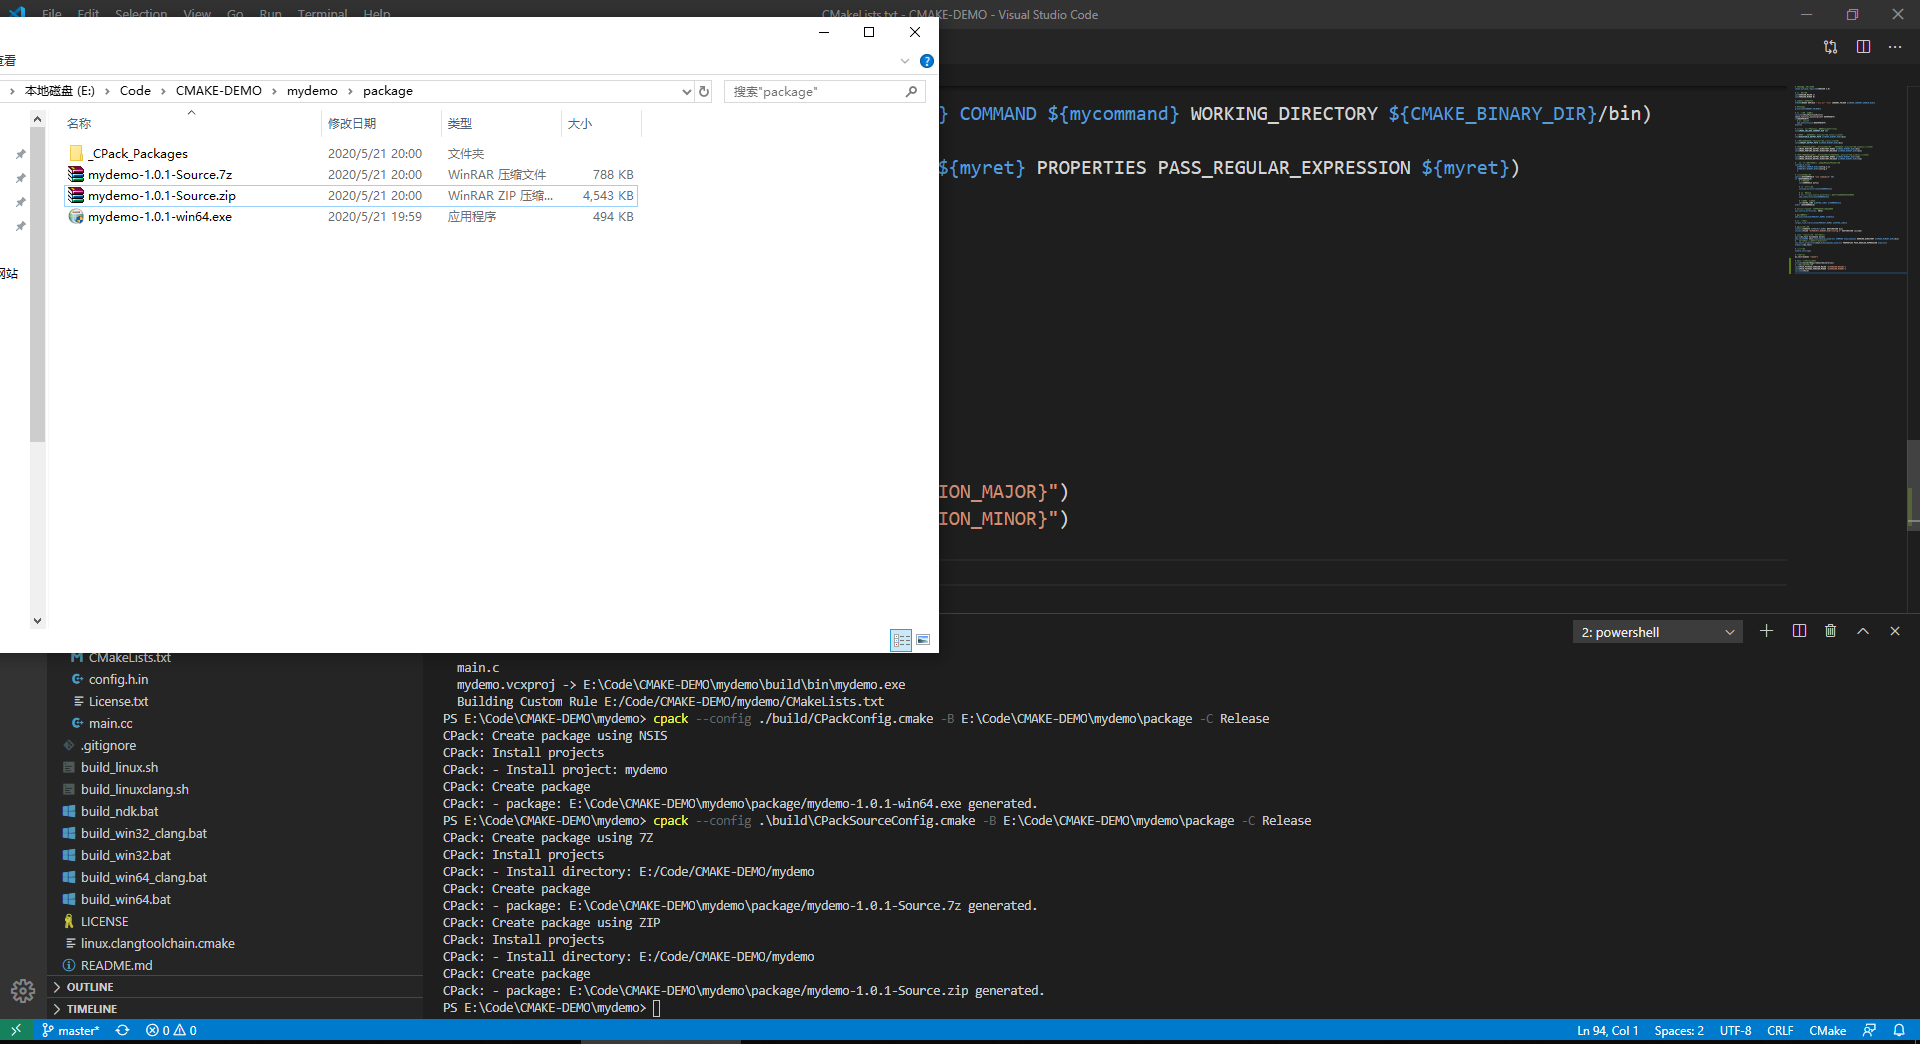 File Edit Selection View Go Run Terminal Help
CMakeLists.txt - CMAKE-DEMO - Visual Studio Code
查看
本地磁盘 (E:) Code CMAKE-DEMO mydemo package
搜索"package"
名称 修改日期 类型 大小
_CPack_Packages 2020/5/21 20:00 文件夹
mydemo-1.0.1-Source.7z 2020/5/21 20:00 WinRAR 压缩文件 788 KB
mydemo-1.0.1-Source.zip 2020/5/21 20:00 WinRAR ZIP 压缩... 4,543 KB
mydemo-1.0.1-win64.exe 2020/5/21 19:59 应用程序 494 KB
网站
} COMMAND ${mycommand} WORKING_DIRECTORY ${CMAKE_BINARY_DIR}/bin)
${myret} PROPERTIES PASS_REGULAR_EXPRESSION ${myret})
ION_MAJOR}")
ION_MINOR}")
2: powershell
CMakeLists.txt
config.h.in
License.txt
main.cc
.gitignore
build_linux.sh
build_linuxclang.sh
build_ndk.bat
build_win32_clang.bat
build_win32.bat
build_win64_clang.bat
build_win64.bat
LICENSE
linux.clangtoolchain.cmake
README.md
OUTLINE
TIMELINE
main.c
mydemo.vcxproj -> E:\Code\CMAKE-DEMO\mydemo\build\bin\mydemo.exe
Building Custom Rule E:/Code/CMAKE-DEMO/mydemo/CMakeLists.txt
PS E:\Code\CMAKE-DEMO\mydemo> cpack --config ./build/CPackConfig.cmake -B E:\Code\CMAKE-DEMO\mydemo\package -C Release
CPack: Create package using NSIS
CPack: Install projects
CPack: - Install project: mydemo
CPack: Create package
CPack: - package: E:\Code\CMAKE-DEMO\mydemo\package/mydemo-1.0.1-win64.exe generated.
PS E:\Code\CMAKE-DEMO\mydemo> cpack --config .\build\CPackSourceConfig.cmake -B E:\Code\CMAKE-DEMO\mydemo\package -C Release
CPack: Create package using 7Z
CPack: Install projects
CPack: - Install directory: E:/Code/CMAKE-DEMO/mydemo
CPack: Create package
CPack: - package: E:\Code\CMAKE-DEMO\mydemo\package/mydemo-1.0.1-Source.7z generated.
CPack: Create package using ZIP
CPack: Install projects
CPack: - Install directory: E:/Code/CMAKE-DEMO/mydemo
CPack: Create package
CPack: - package: E:\Code\CMAKE-DEMO\mydemo\package/mydemo-1.0.1-Source.zip generated.
PS E:\Code\CMAKE-DEMO\mydemo>
master* 0 0
Ln 94, Col 1 Spaces: 2 UTF-8 CRLF CMake